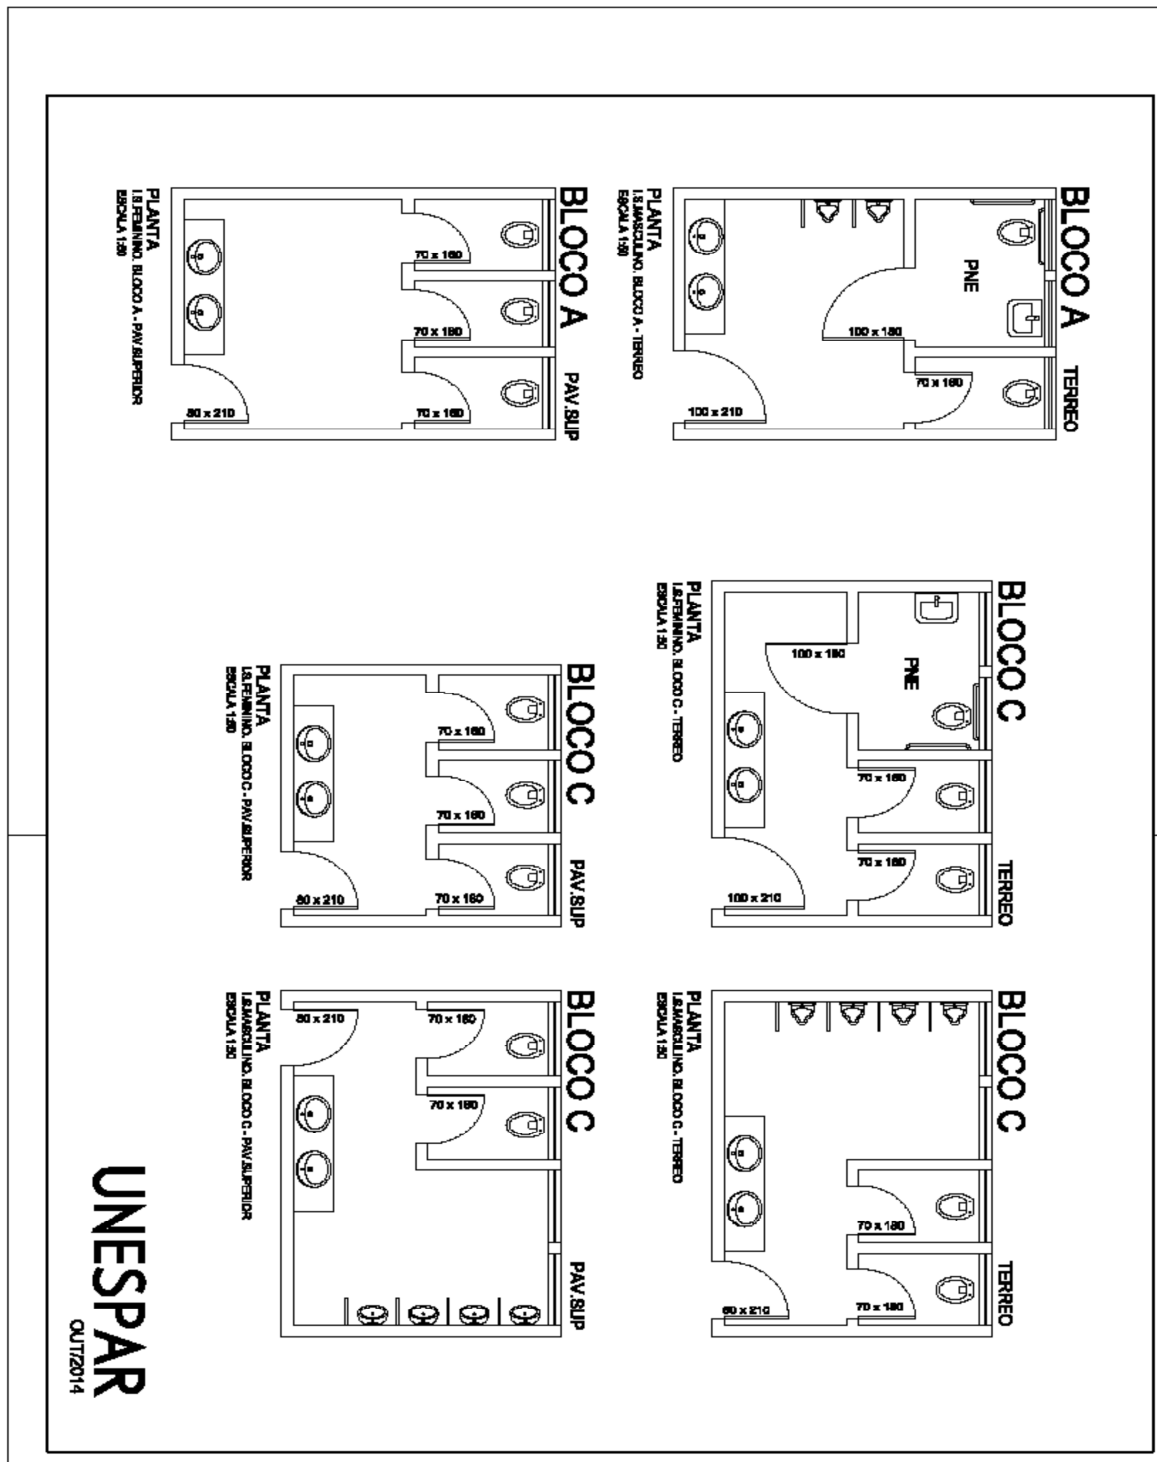 BLOCO A
TERREO
PNE
100 x 180
70 x 180
100 x 210
PLANTA
I.S.MASCULINO. BLOCO A - TERREO
ESCALA 1:50
BLOCO C
TERREO
PNE
100 x 180
70 x 180
70 x 180
100 x 210
PLANTA
I.S.FEMININO. BLOCO C - TERREO
ESCALA 1:50
BLOCO C
TERREO
70 x 180
70 x 180
80 x 210
PLANTA
I.S.MASCULINO. BLOCO C - TERREO
ESCALA 1:50
BLOCO A
PAV.SUP
70 x 180
70 x 180
70 x 180
80 x 210
PLANTA
I.S.FEMININO. BLOCO A - PAV.SUPERIOR
ESCALA 1:50
BLOCO C
PAV.SUP
70 x 180
70 x 180
70 x 180
80 x 210
PLANTA
I.S.FEMININO. BLOCO C - PAV.SUPERIOR
ESCALA 1:50
BLOCO C
PAV.SUP
80 x 210
70 x 180
70 x 180
PLANTA
I.S.MASCULINO. BLOCO C - PAV.SUPERIOR
ESCALA 1:50
UNESPAR
OUT/2014